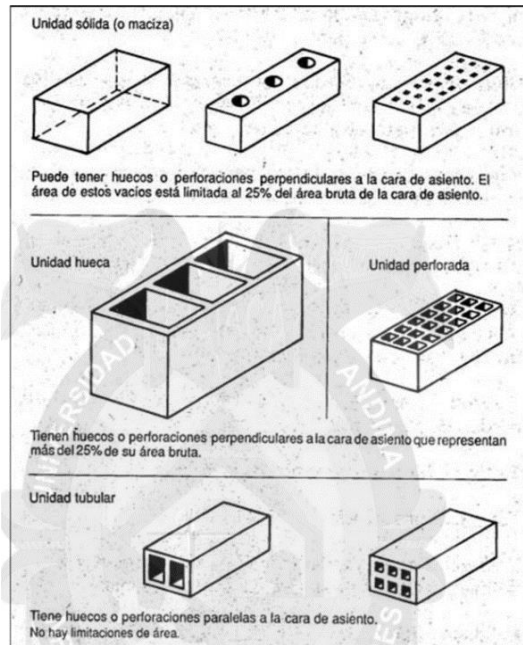 Unidad sólida (o maciza)
Puede tener huecos o perforaciones perpendiculares a la cara de asiento. El
área de estos vacíos está limitada al 25% del área bruta de la cara de asiento.
Unidad hueca
Unidad perforada
Tienen huecos o perforaciones perpendiculares a la cara de asiento que representan
más del 25% de su área bruta.
Unidad tubular
Tiene huecos o perforaciones paralelas a la cara de asiento.
No hay limitaciones de área.